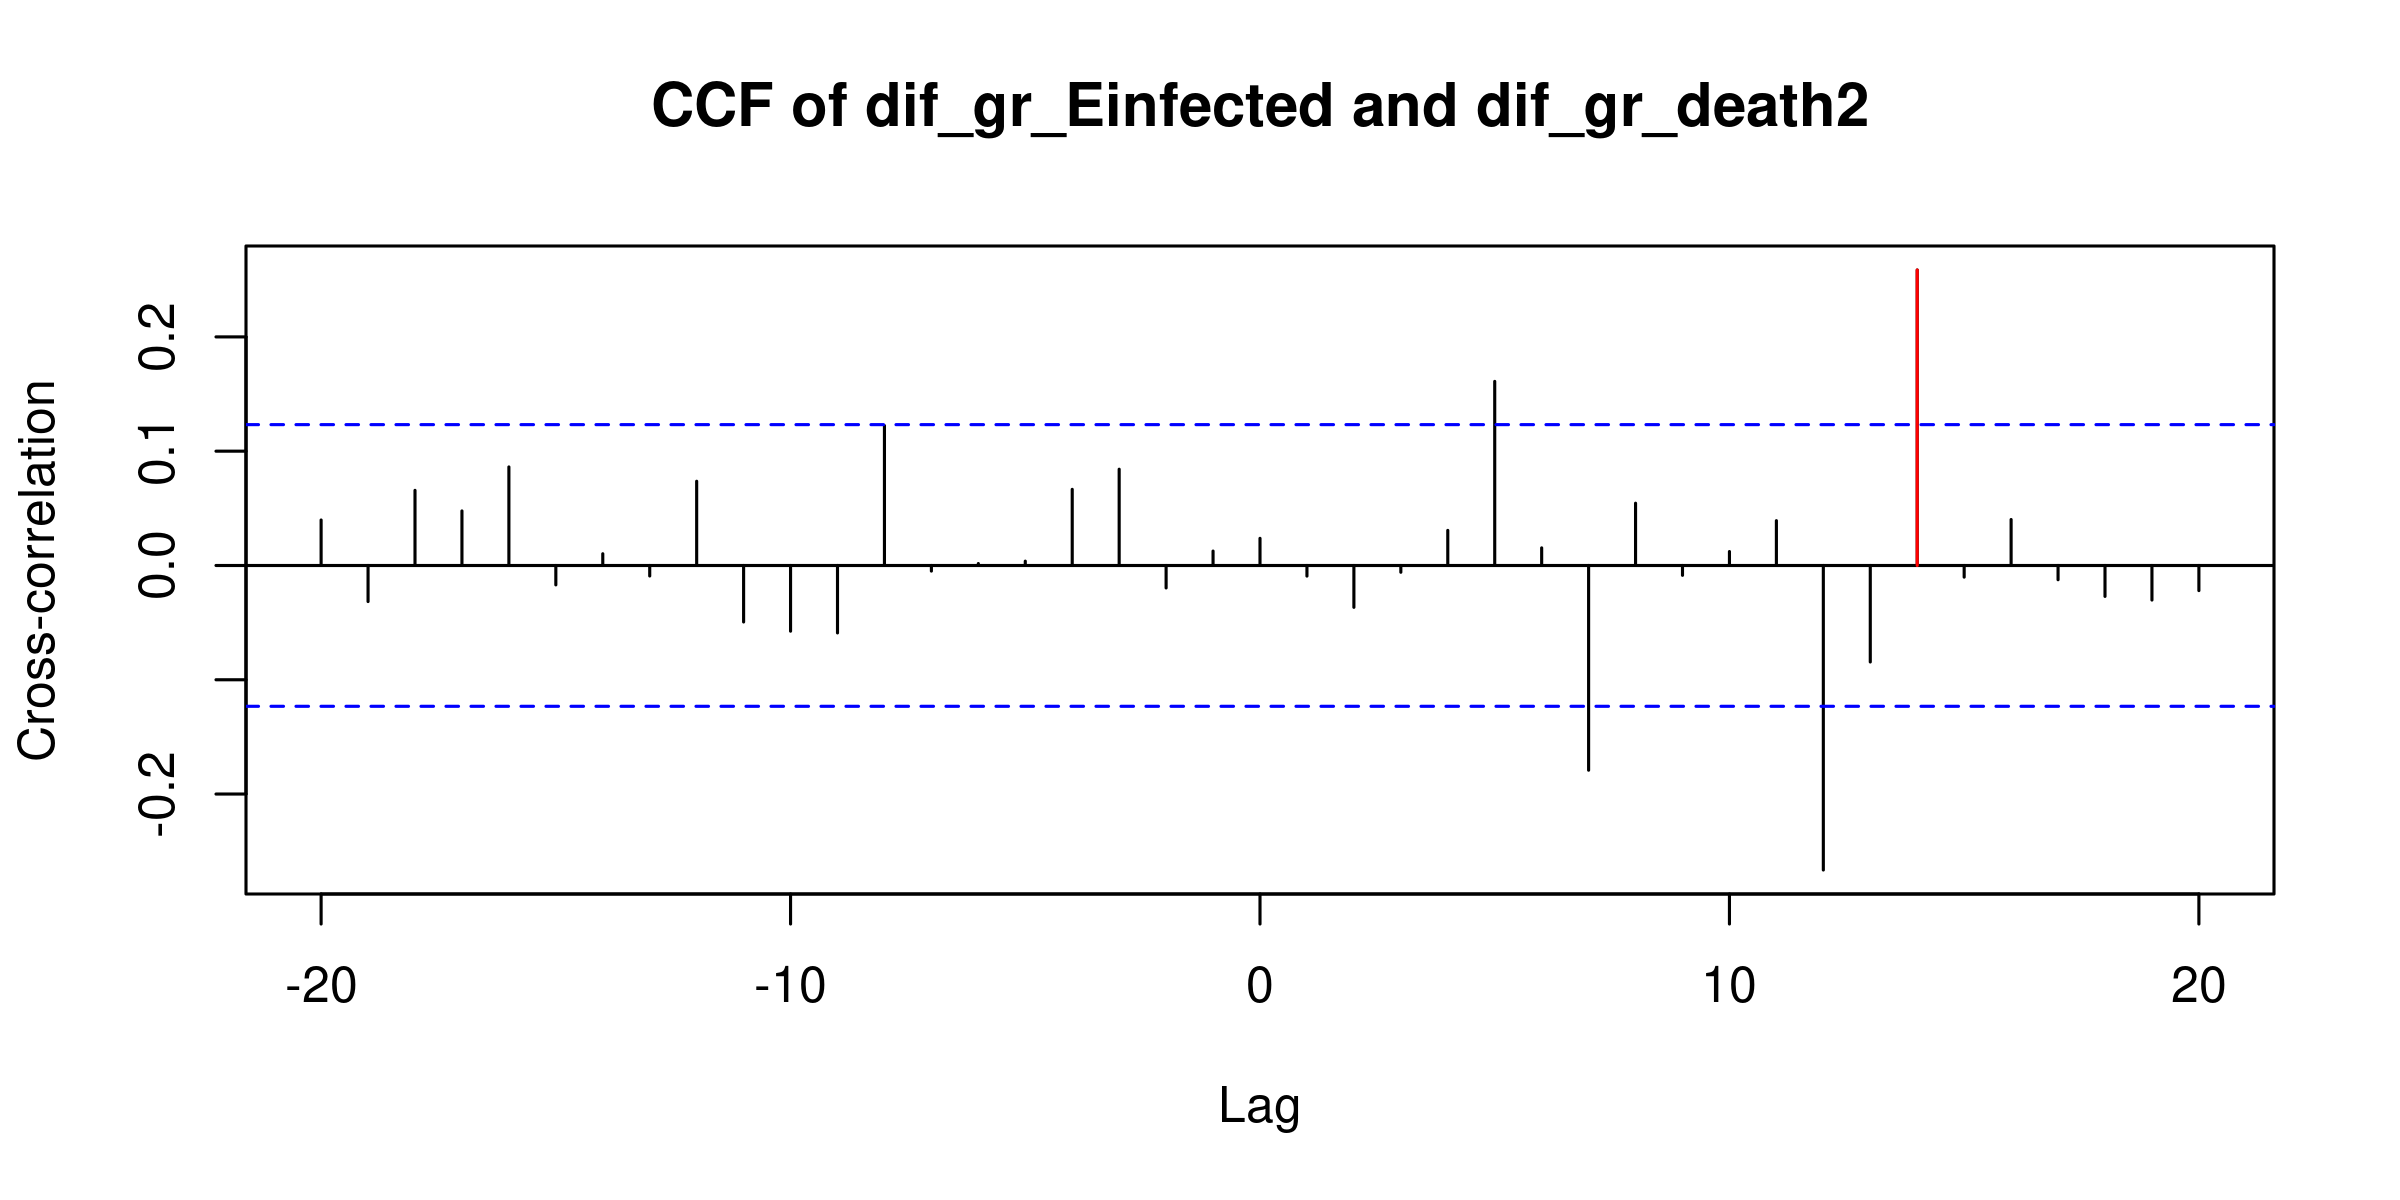 CCF of dif_gr_Einfected and dif_gr_death2
Cross-correlation
0.2
0.1
0.0
-0.2
-20 -10 0 10 20
Lag